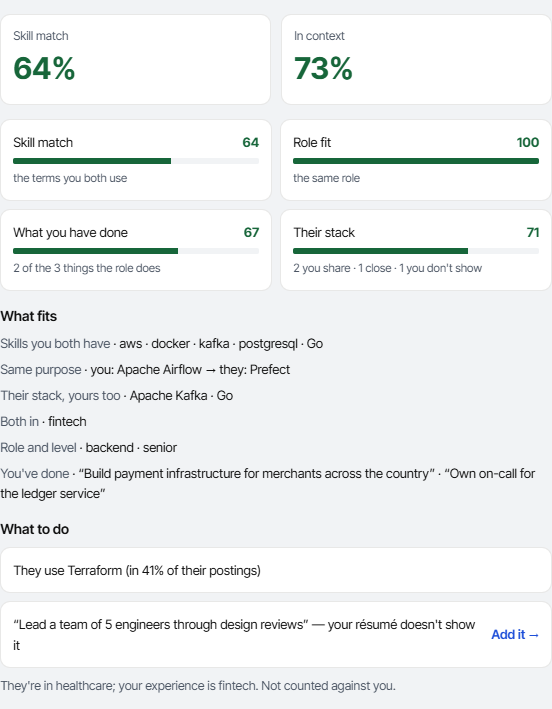 Skill match
64%
In context
73%
Skill match 64
the terms you both use
Role fit 100
the same role
What you have done 67
2 of the 3 things the role does
Their stack 71
2 you share · 1 close · 1 you don't show
What fits
Skills you both have · aws · docker · kafka · postgresql · Go
Same purpose · you: Apache Airflow → they: Prefect
Their stack, yours too · Apache Kafka · Go
Both in · fintech
Role and level · backend · senior
You've done · “Build payment infrastructure for merchants across the country” · “Own on-call for
the ledger service”
What to do
They use Terraform (in 41% of their postings)
“Lead a team of 5 engineers through design reviews” — your résumé doesn't show
it
Add it →
They're in healthcare; your experience is fintech. Not counted against you.